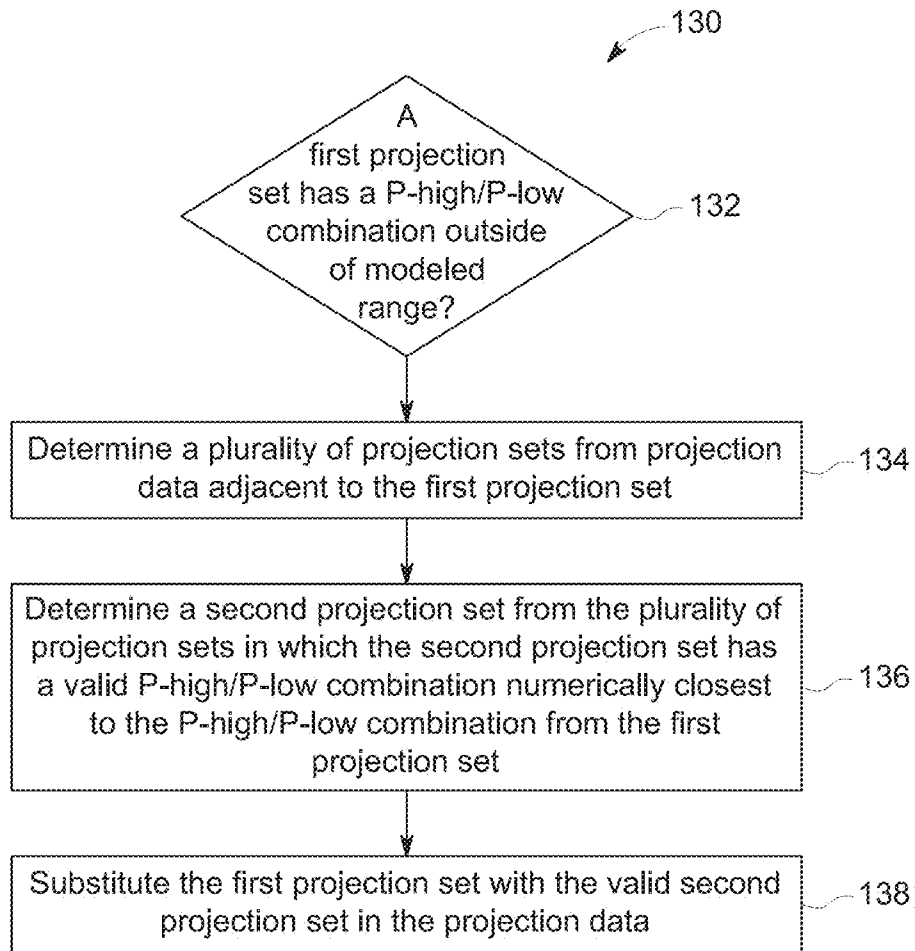 130
A
first projection
set has a P-high/P-low
combination outside
of modeled
range?
132
Determine a plurality of projection sets from projection
data adjacent to the first projection set
134
Determine a second projection set from the plurality of
projection sets in which the second projection set has
a valid P-high/P-low combination numerically closest
to the P-high/P-low combination from the first
projection set
136
Substitute the first projection set with the valid second
projection set in the projection data
138